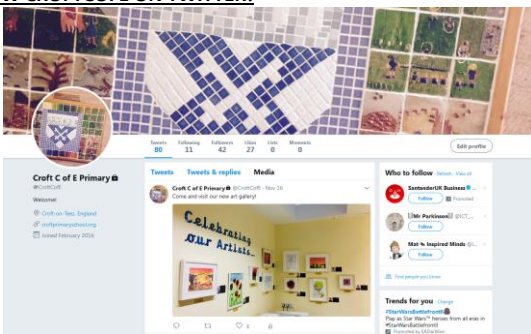 Tweets Following Followers Likes Lists Moments
80 11 42 27 0 0
Edit profile
Croft C of E Primary
@CroftCofE
Welcome!
Croft-on-Tees, England
croftprimaryschool.org
Joined February 2016
Tweets Tweets & replies Media
Croft C of E Primary @CroftCofE · Nov 16
Come and visit our new art gallery!
Celebrating
our Artists...
1
Who to follow · Refresh · View all
SantanderUK Business
Follow Promoted
Mr Parkinson @ICT_
Follow
Mat Inspired Minds
Follow
Find people you know
Trends for you · Change
#StarWarsBattlefrontII
Play as Star Wars™ heroes from all eras in
#StarWarsBattlefrontII
Promoted by EAStarWars